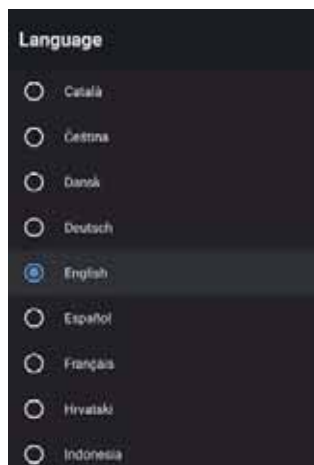 Language
Català
Čeština
Dansk
Deutsch
English
Español
Français
Hrvatski
Indonesia